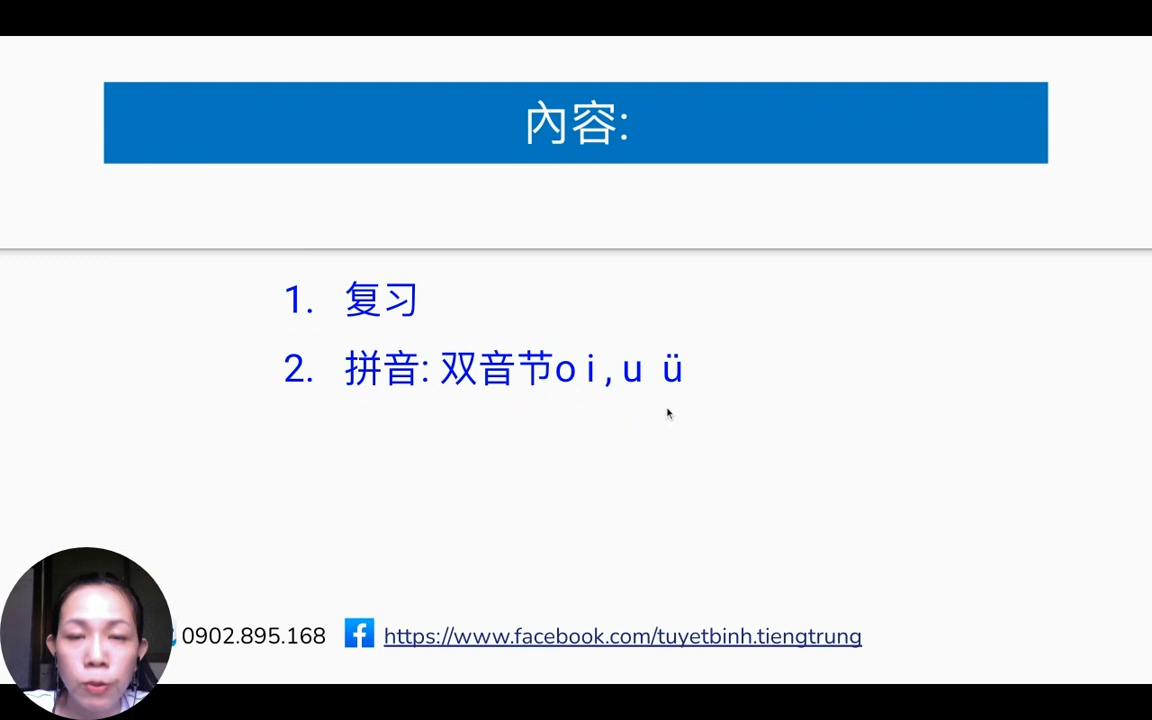 內容:
1. 复习
2. 拼音: 双音节o i , u ü
0902.895.168 https://www.facebook.com/tuyetbinh.tiengtrung